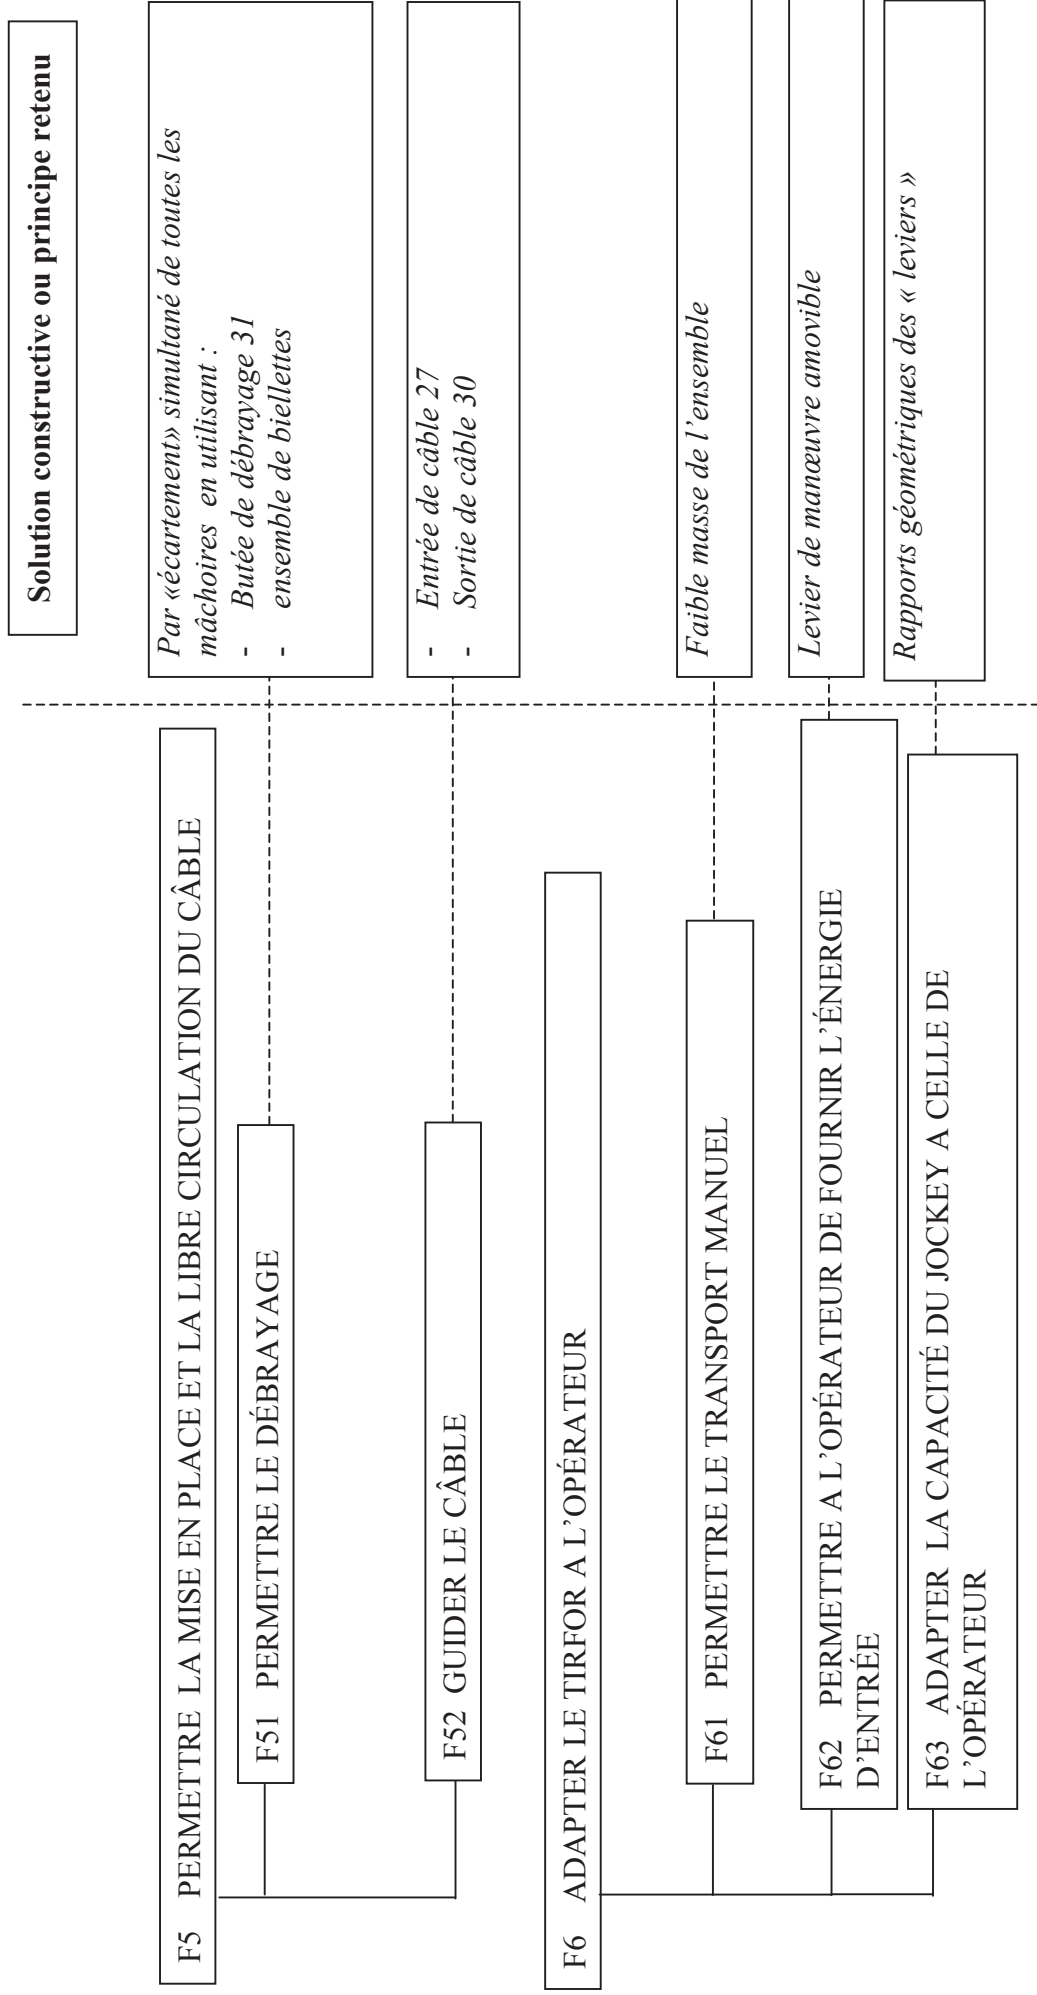 Solution constructive ou principe retenu
F5 PERMETTRE LA MISE EN PLACE ET LA LIBRE CIRCULATION DU CÂBLE
F51 PERMETTRE LE DÉBRAYAGE
Par «écartement» simultané de toutes les
mâchoires en utilisant :
- Butée de débrayage 31
- ensemble de biellettes
F52 GUIDER LE CÂBLE
- Entrée de câble 27
- Sortie de câble 30
F6 ADAPTER LE TIRFOR A L'OPÉRATEUR
F61 PERMETTRE LE TRANSPORT MANUEL
Faible masse de l'ensemble
F62 PERMETTRE A L'OPÉRATEUR DE FOURNIR L'ÉNERGIE
D'ENTRÉE
Levier de manœuvre amovible
F63 ADAPTER LA CAPACITÉ DU JOCKEY A CELLE DE
L'OPÉRATEUR
Rapports géométriques des « leviers »